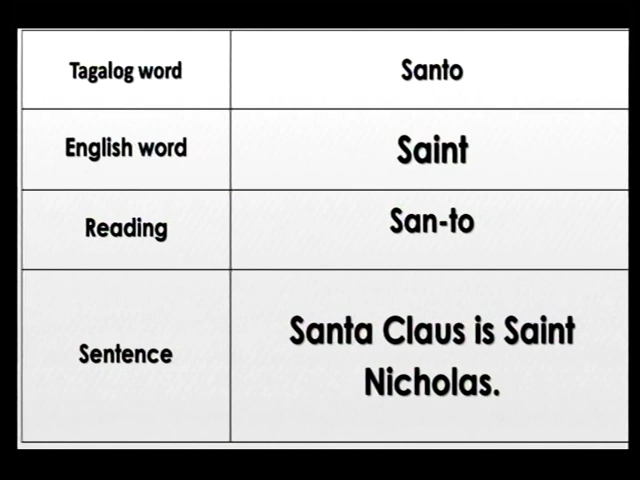 Tagalog word
Santo
English word
Saint
Reading
San-to
Sentence
Santa Claus is Saint
Nicholas.